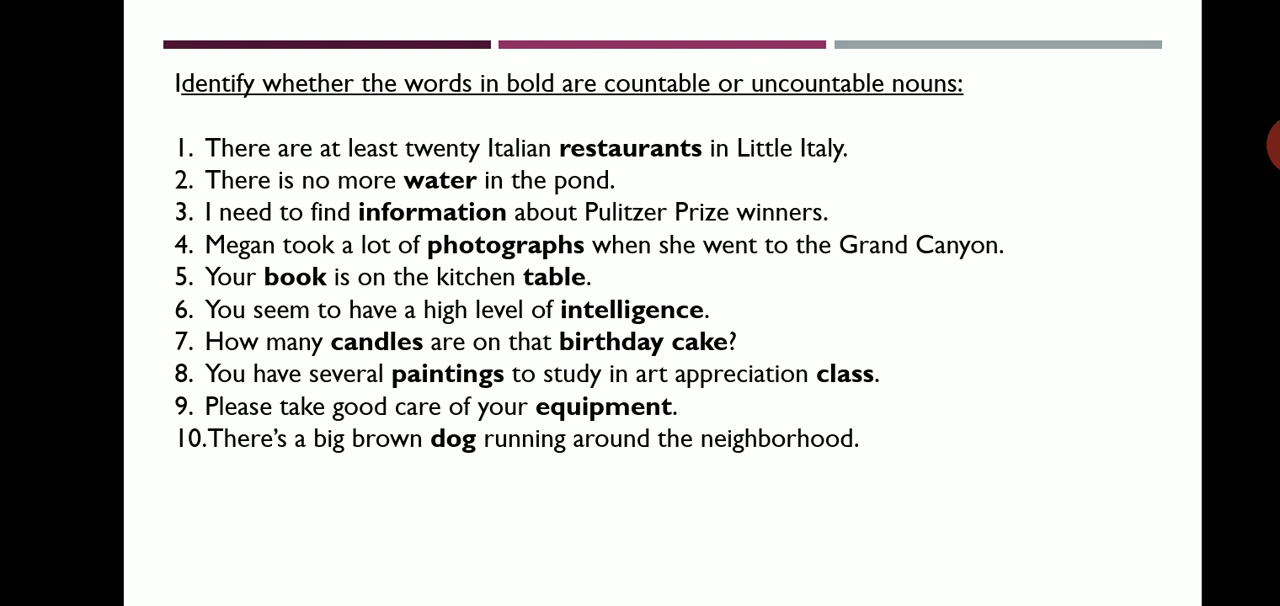 Identify whether the words in bold are countable or uncountable nouns:
1. There are at least twenty Italian restaurants in Little Italy.
2. There is no more water in the pond.
3. I need to find information about Pulitzer Prize winners.
4. Megan took a lot of photographs when she went to the Grand Canyon.
5. Your book is on the kitchen table.
6. You seem to have a high level of intelligence.
7. How many candles are on that birthday cake?
8. You have several paintings to study in art appreciation class.
9. Please take good care of your equipment.
10.There’s a big brown dog running around the neighborhood.